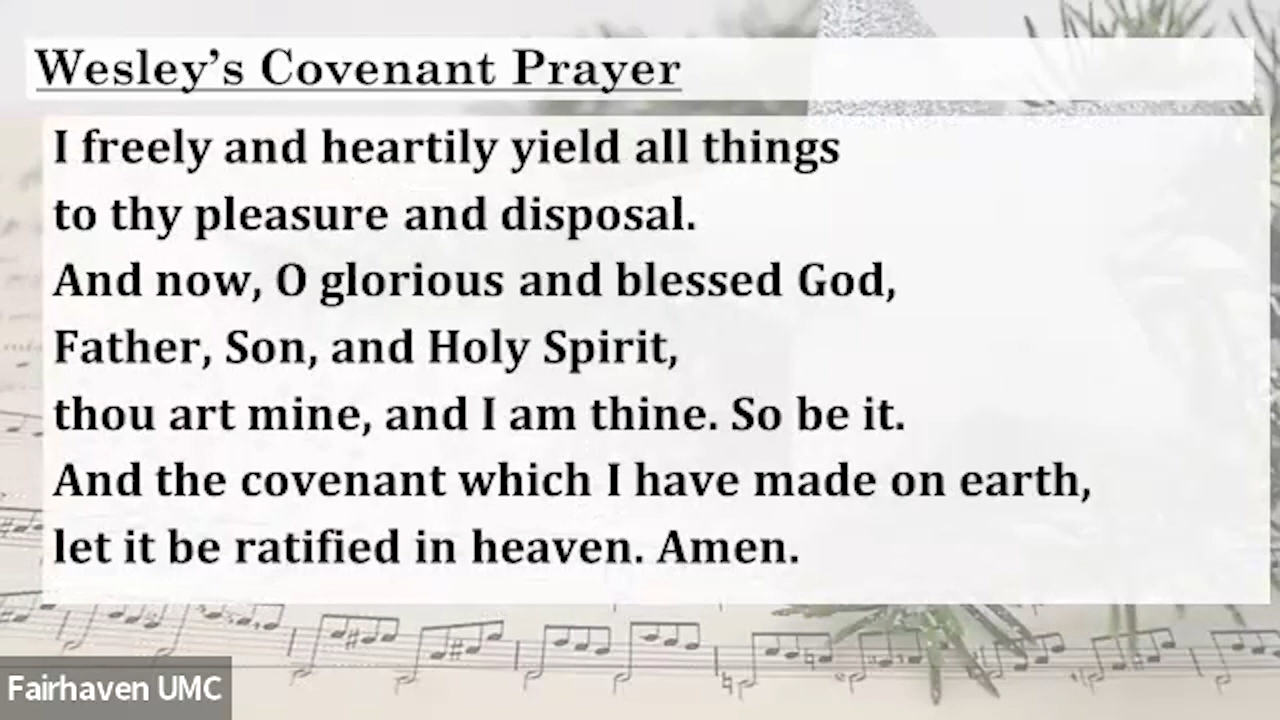 Wesley’s Covenant Prayer
I freely and heartily yield all things
to thy pleasure and disposal.
And now, O glorious and blessed God,
Father, Son, and Holy Spirit,
thou art mine, and I am thine. So be it.
And the covenant which I have made on earth,
let it be ratified in heaven. Amen.
Fairhaven UMC